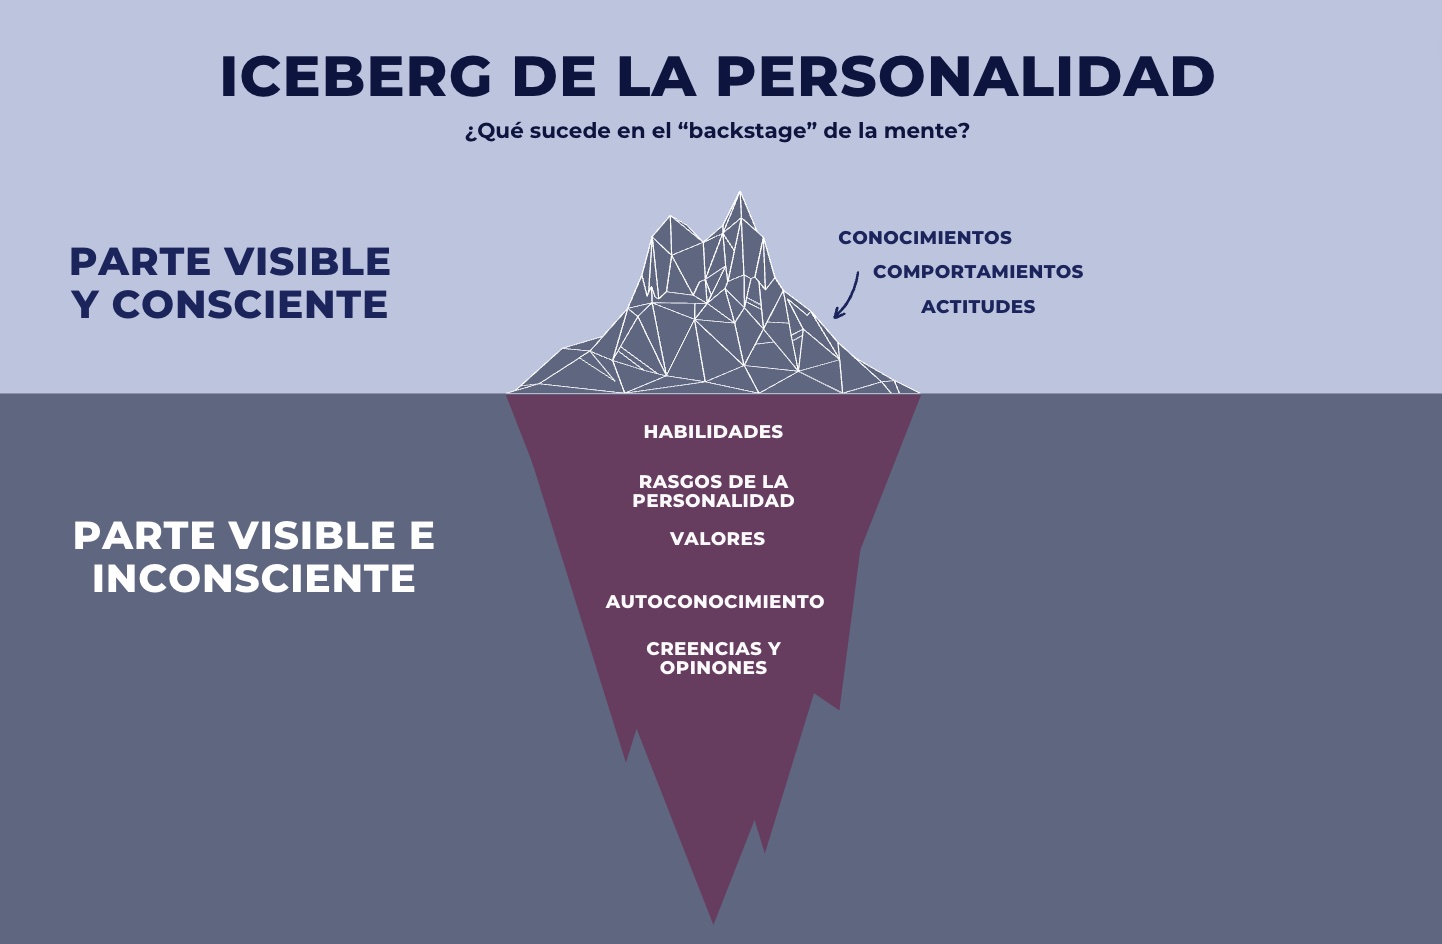 ICEBERG DE LA PERSONALIDAD
¿Qué sucede en el “backstage” de la mente?
PARTE VISIBLE
Y CONSCIENTE
CONOCIMIENTOS
COMPORTAMIENTOS
ACTITUDES
HABILIDADES
RASGOS DE LA
PERSONALIDAD
VALORES
PARTE VISIBLE E
INCONSCIENTE
AUTOCONOCIMIENTO
CREENCIAS Y
OPINONES